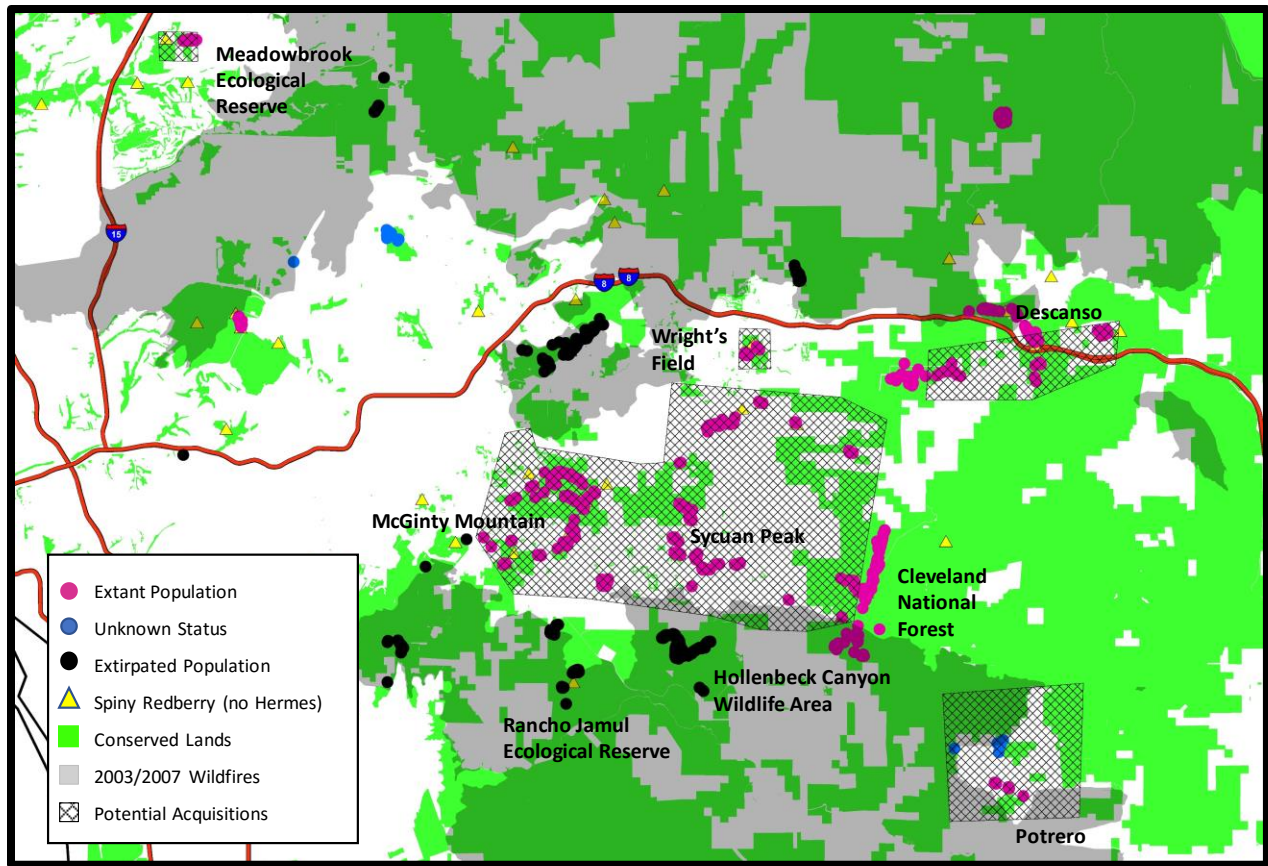 Meadowbrook
Ecological
Reserve
15
8
8
Descanso
Wright's
Field
McGinty Mountain
Sycuan Peak
Cleveland
National
Forest
Hollenbeck Canyon
Wildlife Area
Rancho Jamul
Ecological Reserve
Potrero
Extant Population
Unknown Status
Extirpated Population
Spiny Redberry (no Hermes)
Conserved Lands
2003/2007 Wildfires
Potential Acquisitions